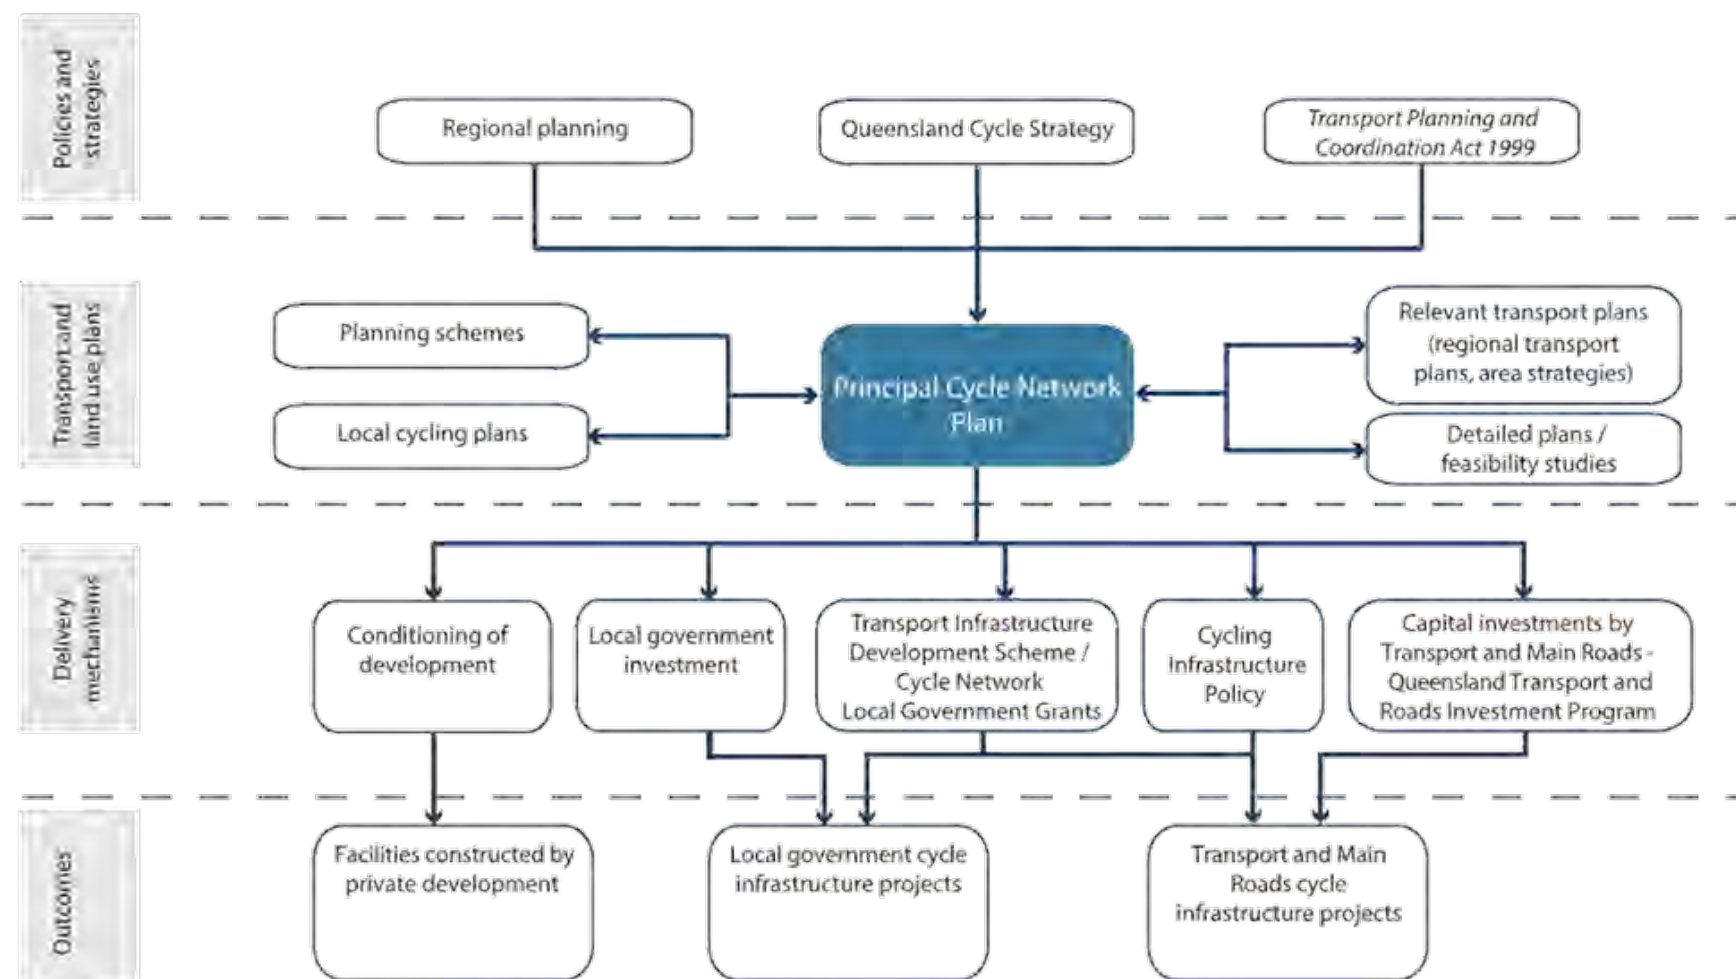 Policies and
strategies
Regional planning
Queensland Cycle Strategy
Transport Planning and
Coordination Act 1999
Transport and
land use plans
Planning schemes
Local cycling plans
Principal Cycle Network
Plan
Relevant transport plans
(regional transport
plans, area strategies)
Detailed plans /
feasibility studies
Delivery
mechanisms
Conditioning of
development
Local government
investment
Transport Infrastructure
Development Scheme /
Cycle Network
Local Government Grants
Cycling
Infrastructure
Policy
Capital investments by
Transport and Main Roads -
Queensland Transport and
Roads Investment Program
Outcomes
Facilities constructed by
private development
Local government cycle
infrastructure projects
Transport and Main
Roads cycle
infrastructure projects